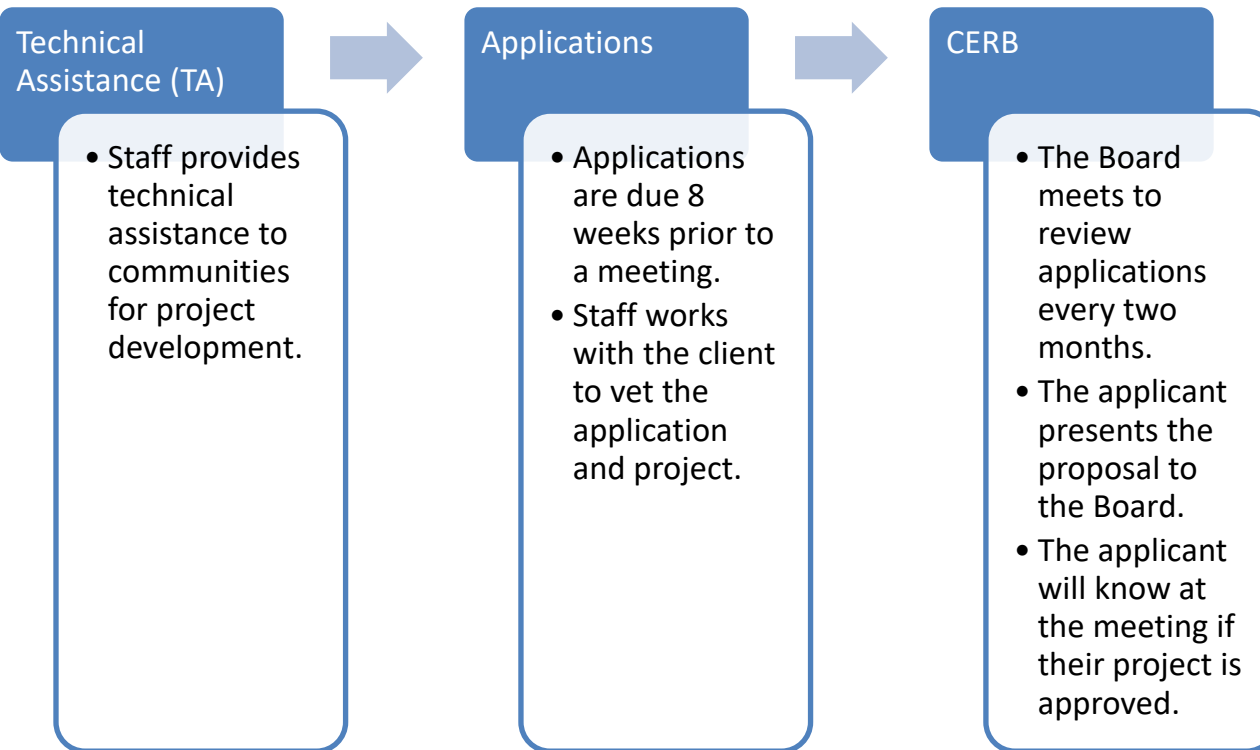 Technical
Assistance (TA)
• Staff provides
technical
assistance to
communities
for project
development.
Applications
• Applications
are due 8
weeks prior to
a meeting.
• Staff works
with the client
to vet the
application
and project.
CERB
• The Board
meets to
review
applications
every two
months.
• The applicant
presents the
proposal to
the Board.
• The applicant
will know at
the meeting if
their project is
approved.